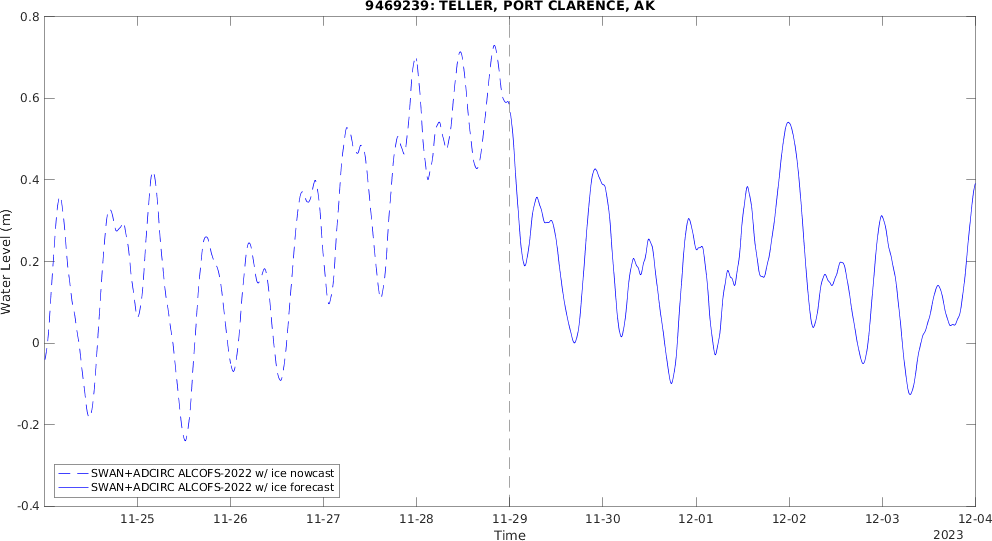 9469239: TELLER, PORT CLARENCE, AK
Water Level (m)
0.8
0.6
0.4
0.2
0
-0.2
-0.4
SWAN+ADCIRC ALCOFS-2022 w/ ice nowcast
SWAN+ADCIRC ALCOFS-2022 w/ ice forecast
11-25 11-26 11-27 11-28 11-29 11-30 12-01 12-02 12-03 12-04
Time
2023